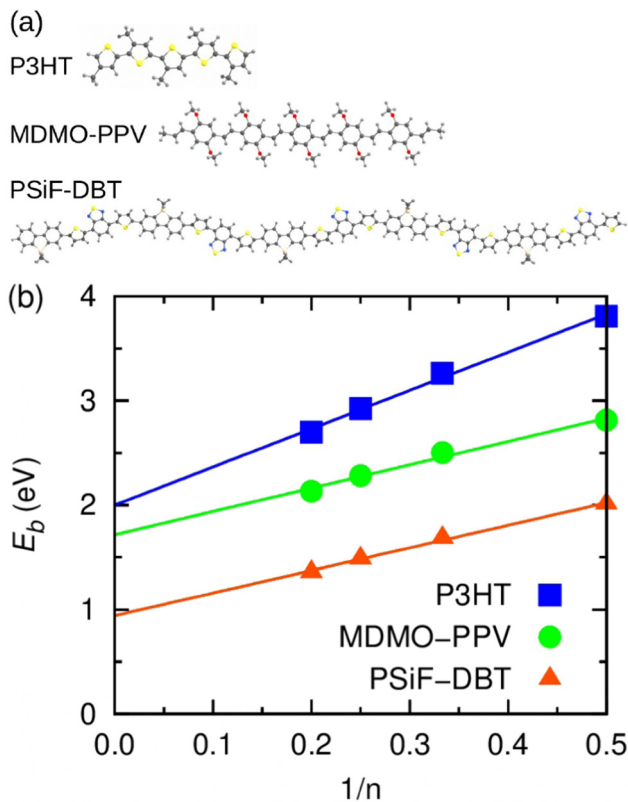 (a)
P3HT
MDMO-PPV
PSiF-DBT
(b)
4
3
2
1
0
E_b (eV)
P3HT
MDMO−PPV
PSiF−DBT
0.0 0.1 0.2 0.3 0.4 0.5
1/n